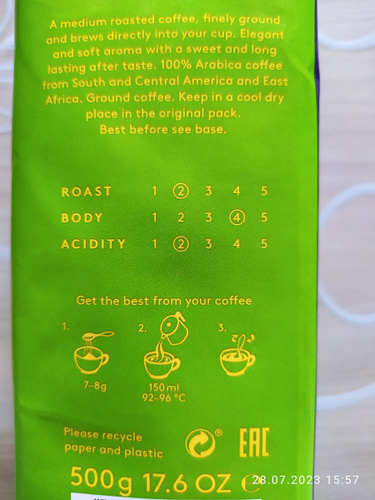 A medium roasted coffee, finely ground
and brews directly into your cup. Elegant
and soft aroma with a sweet and long
lasting after taste. 100% Arabica coffee
from South and Central America and East
Africa. Ground coffee. Keep in a cool dry
place in the original pack.
Best before see base.
ROAST 1 2 3 4 5
BODY 1 2 3 4 5
ACIDITY 1 2 3 4 5
Get the best from your coffee
1. 2. 3.
7-8g 150 ml
92-96 °C
Please recycle
paper and plastic
EAC
500g 17.6 OZ e
28.07.2023 15:57